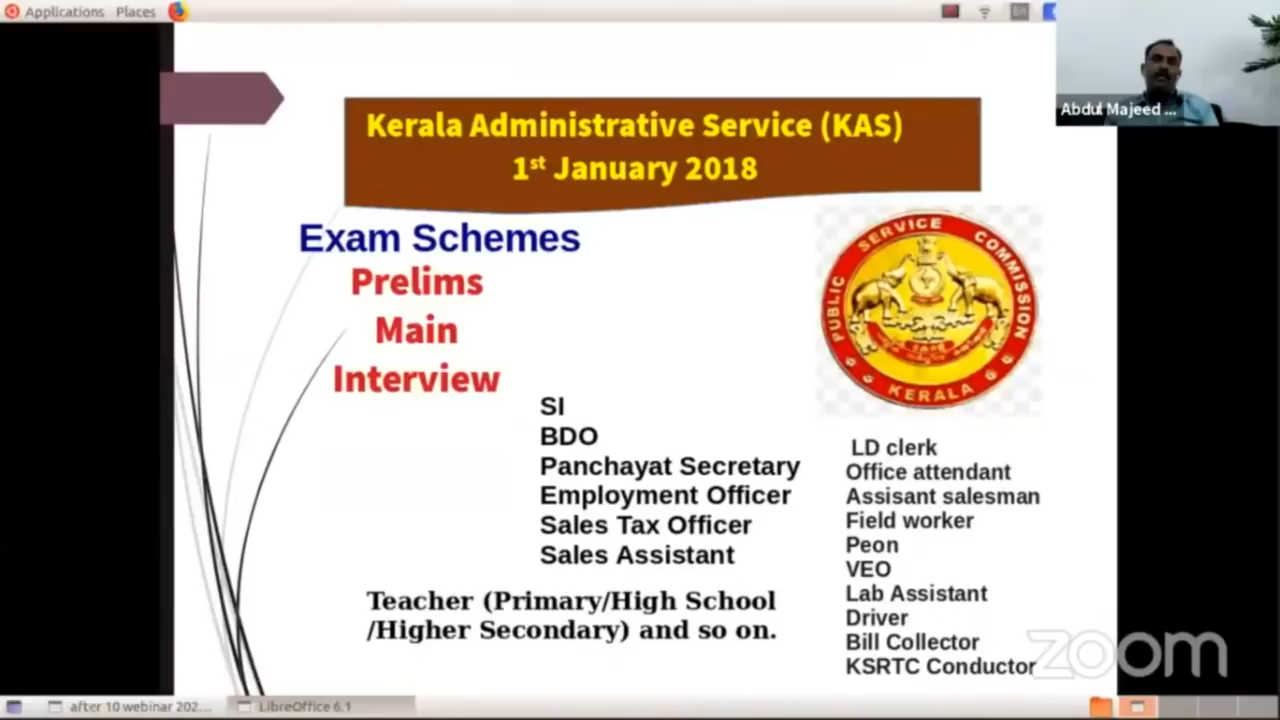 Applications Places
En
Abdul Majeed ...
Kerala Administrative Service (KAS)
1st January 2018
Exam Schemes
Prelims
Main
Interview
PUBLIC SERVICE COMMISSION
KERALA
SI
BDO
Panchayat Secretary
Employment Officer
Sales Tax Officer
Sales Assistant
Teacher (Primary/High School
/Higher Secondary) and so on.
LD clerk
Office attendant
Assisant salesman
Field worker
Peon
VEO
Lab Assistant
Driver
Bill Collector
KSRTC Conductor
zoom
after 10 webinar 202... LibreOffice 6.1